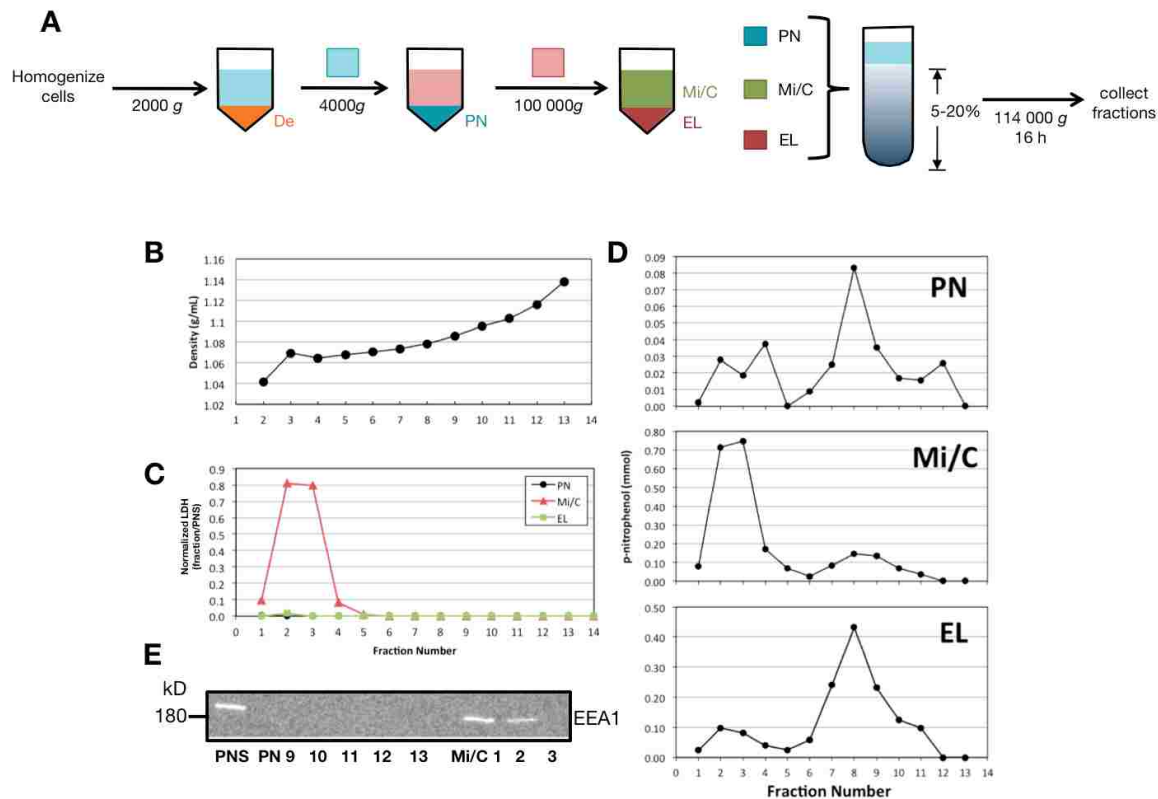 A
Homogenize
cells
2000 g
De
4000g
PN
100 000g
Mi/C
EL
PN
Mi/C
EL
5-20%
114 000 g
16 h
collect
fractions
B
Density (g/mL)
1.16
1.14
1.12
1.1
1.08
1.06
1.04
1.02
1 2 3 4 5 6 7 8 9 10 11 12 13 14
C
Normalized LDH
(fraction/PNS)
0.9
0.8
0.7
0.6
0.5
0.4
0.3
0.2
0.1
0.0
PN
Mi/C
EL
0 1 2 3 4 5 6 7 8 9 10 11 12 13 14
Fraction Number
D
p-nitrophenol (mmol)
PN
0.09
0.08
0.07
0.06
0.05
0.04
0.03
0.02
0.01
0.00
Mi/C
0.80
0.70
0.60
0.50
0.40
0.30
0.20
0.10
0.00
EL
0.50
0.40
0.30
0.20
0.10
0.00
0 1 2 3 4 5 6 7 8 9 10 11 12 13 14
Fraction Number
E
kD
180
EEA1
PNS PN 9 10 11 12 13 Mi/C 1 2 3